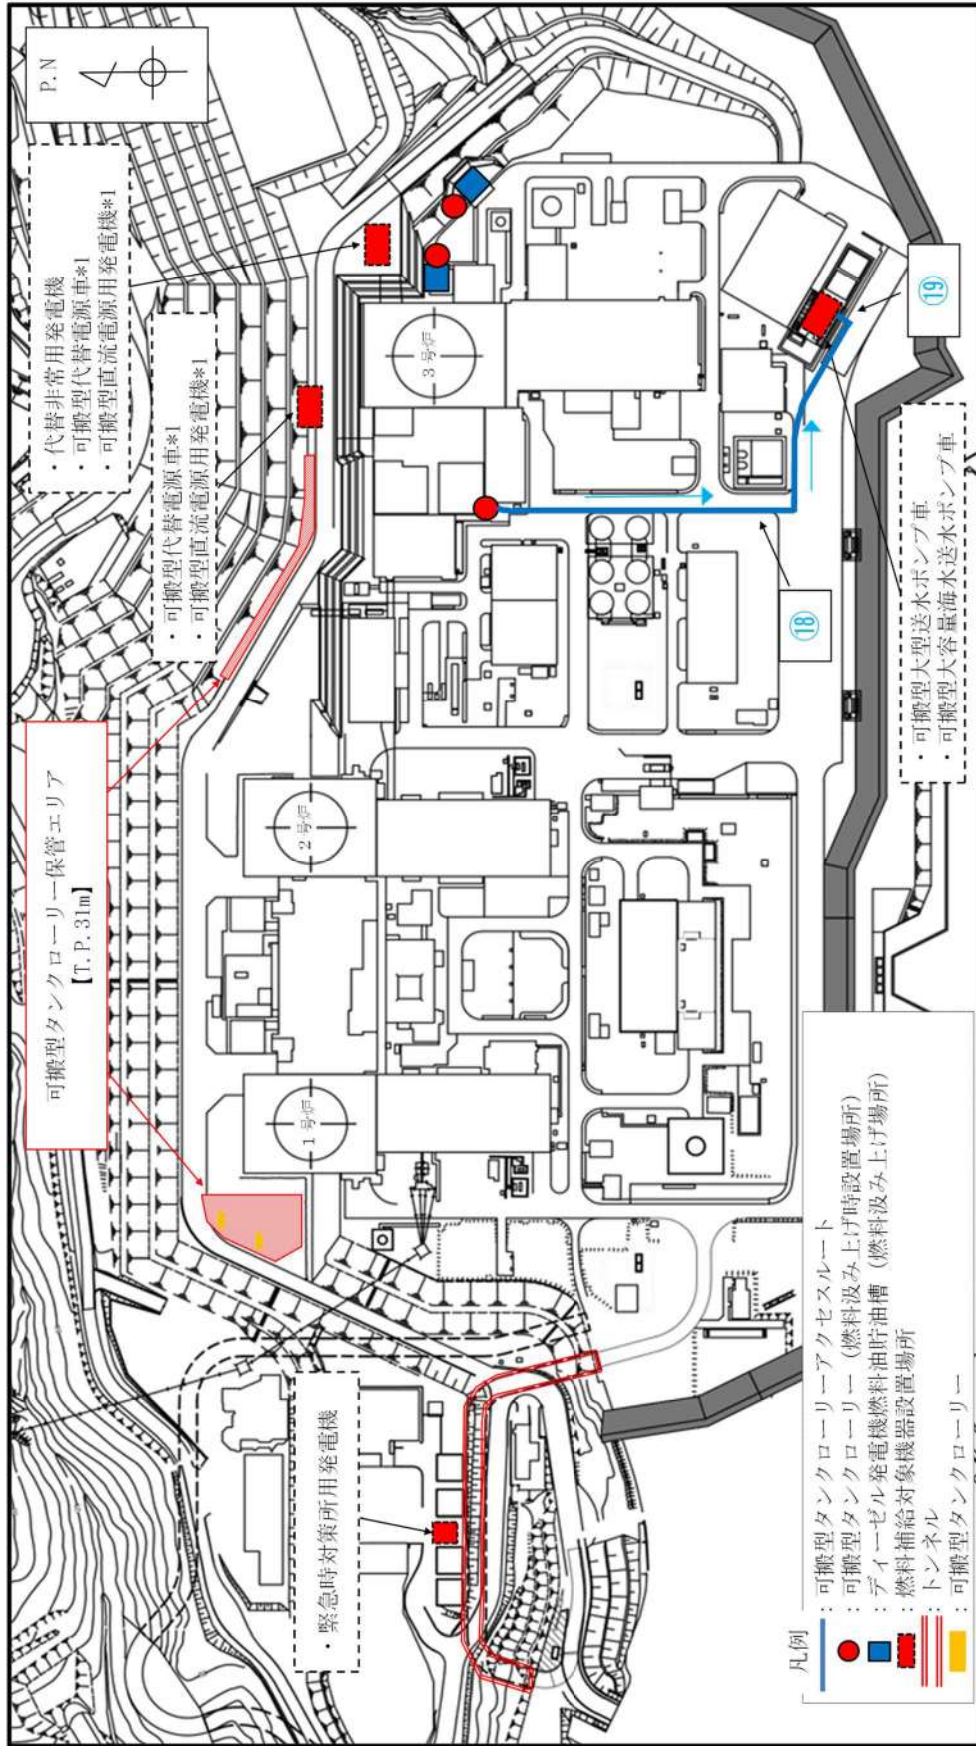 P.N
・代替非常用発電機
・可搬型代替電源車*1
・可搬型直流電源用発電機*1
・可搬型代替電源車*1
・可搬型直流電源用発電機*1
可搬型タンクローリー保管エリア
【T.P.31m】
・緊急時対策所用発電機
1号炉
2号炉
3号炉
⑱
⑲
・可搬型大型送水ポンプ車
・可搬型大容量海水送水ポンプ車
凡例
：可搬型タンクローリーアクセスルート
：可搬型タンクローリー（燃料汲み上げ時設置場所）
：ディーゼル発電機燃料油貯油槽（燃料汲み上げ場所）
：燃料補給対象機器設置場所
：トンネル
：可搬型タンクローリー